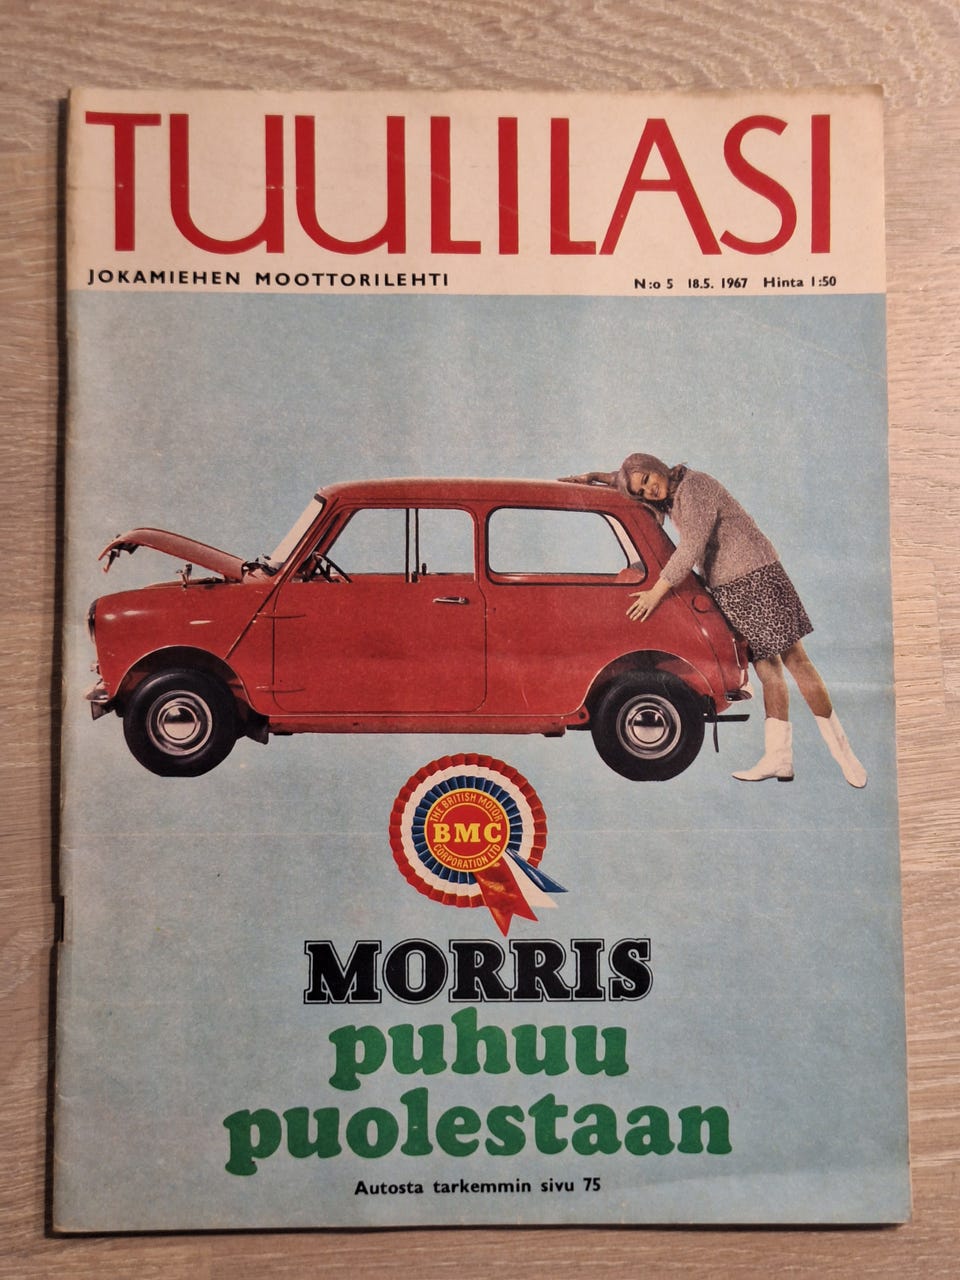 TUULILASI
JOKAMIEHEN MOOTTORILEHTI
N:o 5 18.5. 1967 Hinta 1:50
THE BRITISH MOTOR
BMC
CORPORATION LTD
MORRIS
puhuu
puolestaan
Autosta tarkemmin sivu 75